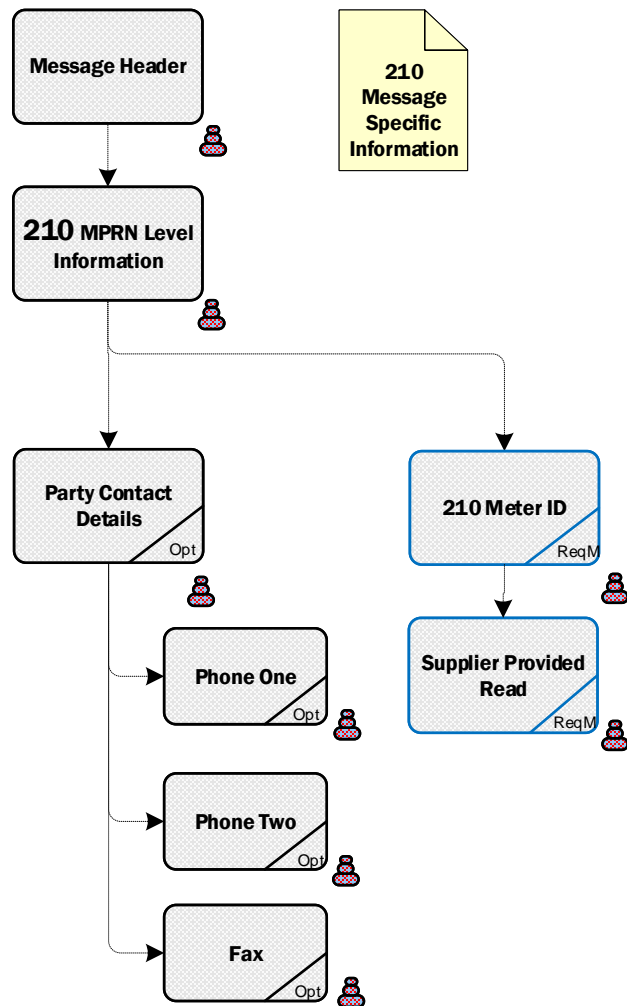 Message Header
210
Message
Specific
Information
210 MPRN Level
Information
Party Contact
Details
Opt
210 Meter ID
ReqM
Phone One
Opt
Supplier Provided
Read
ReqM
Phone Two
Opt
Fax
Opt